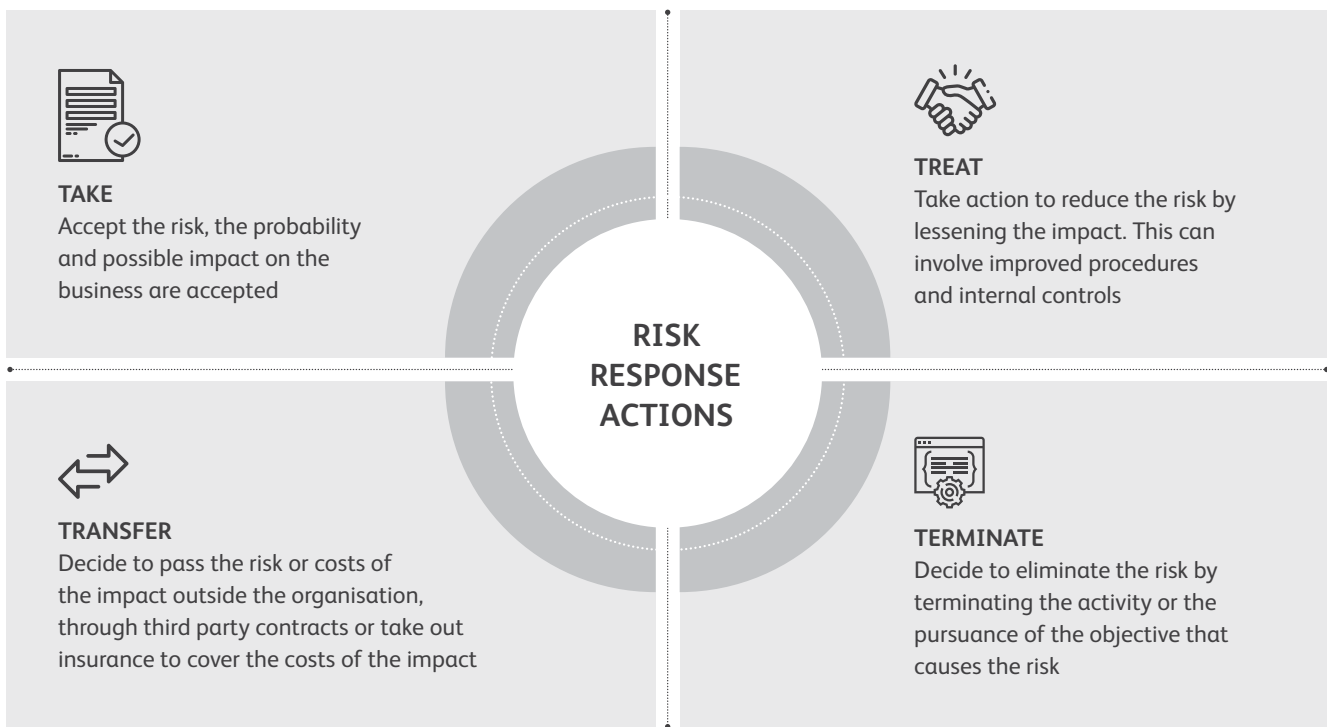 TAKE
Accept the risk, the probability
and possible impact on the
business are accepted
TREAT
Take action to reduce the risk by
lessening the impact. This can
involve improved procedures
and internal controls
RISK
RESPONSE
ACTIONS
TRANSFER
Decide to pass the risk or costs of
the impact outside the organisation,
through third party contracts or take out
insurance to cover the costs of the impact
TERMINATE
Decide to eliminate the risk by
terminating the activity or the
pursuance of the objective that
causes the risk